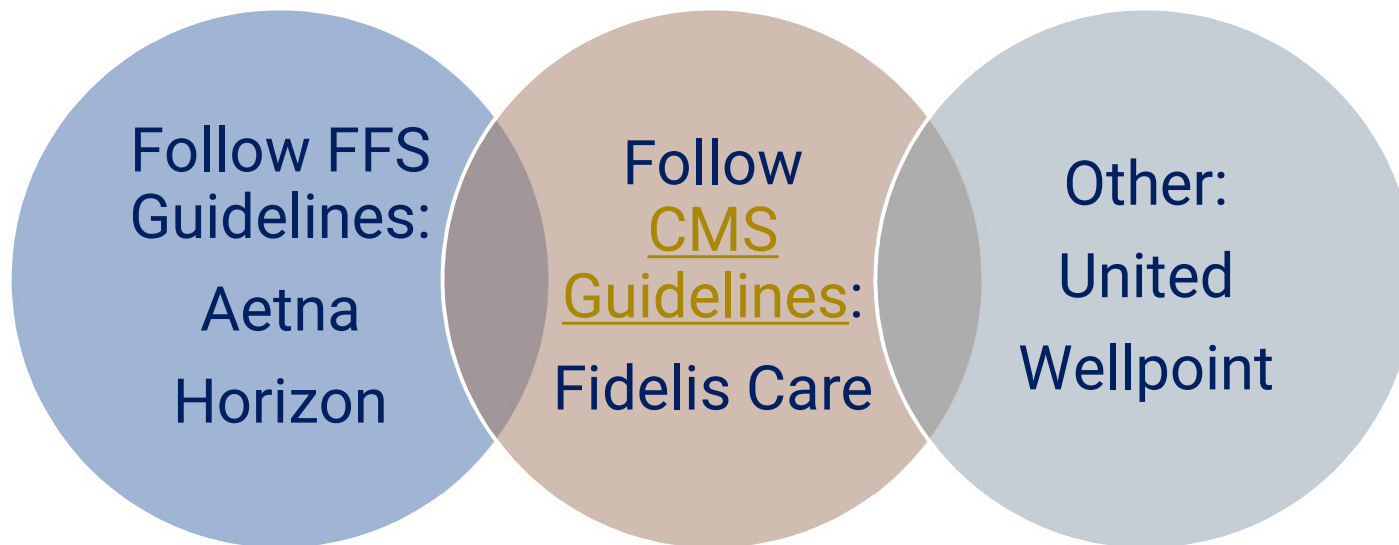 Follow FFS
Guidelines:
Aetna
Horizon
Follow
CMS
Guidelines:
Fidelis Care
Other:
United
Wellpoint